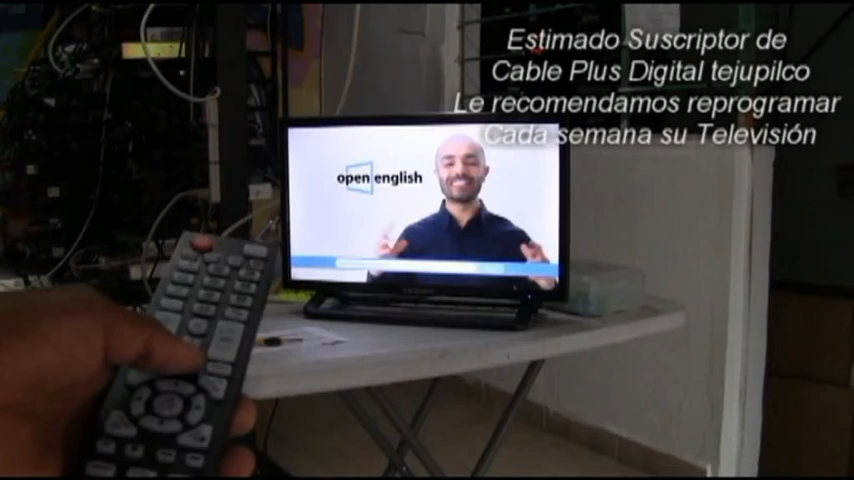 Estimado Suscriptor de
Cable Plus Digital tejupilco
Le recomendamos reprogramar
Cada semana su Televisión
open english